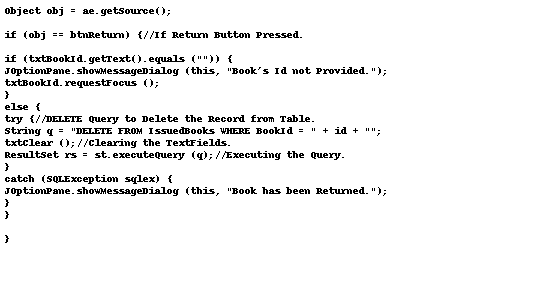 Object obj = ae.getSource();
if (obj == btnReturn) {//If Return Button Pressed.
if (txtBookId.getText().equals ("")) {
JOptionPane.showMessageDialog (this, "Book's Id not Provided.");
txtBookId.requestFocus ();
}
else {
try {//DELETE Query to Delete the Record from Table.
String q = "DELETE FROM IssuedBooks WHERE BookId = " + id + "";
txtClear ();//Clearing the TextFields.
ResultSet rs = st.executeQuery (q);//Executing the Query.
}
catch (SQLException sqlex) {
JOptionPane.showMessageDialog (this, "Book has been Returned.");
}
}
}